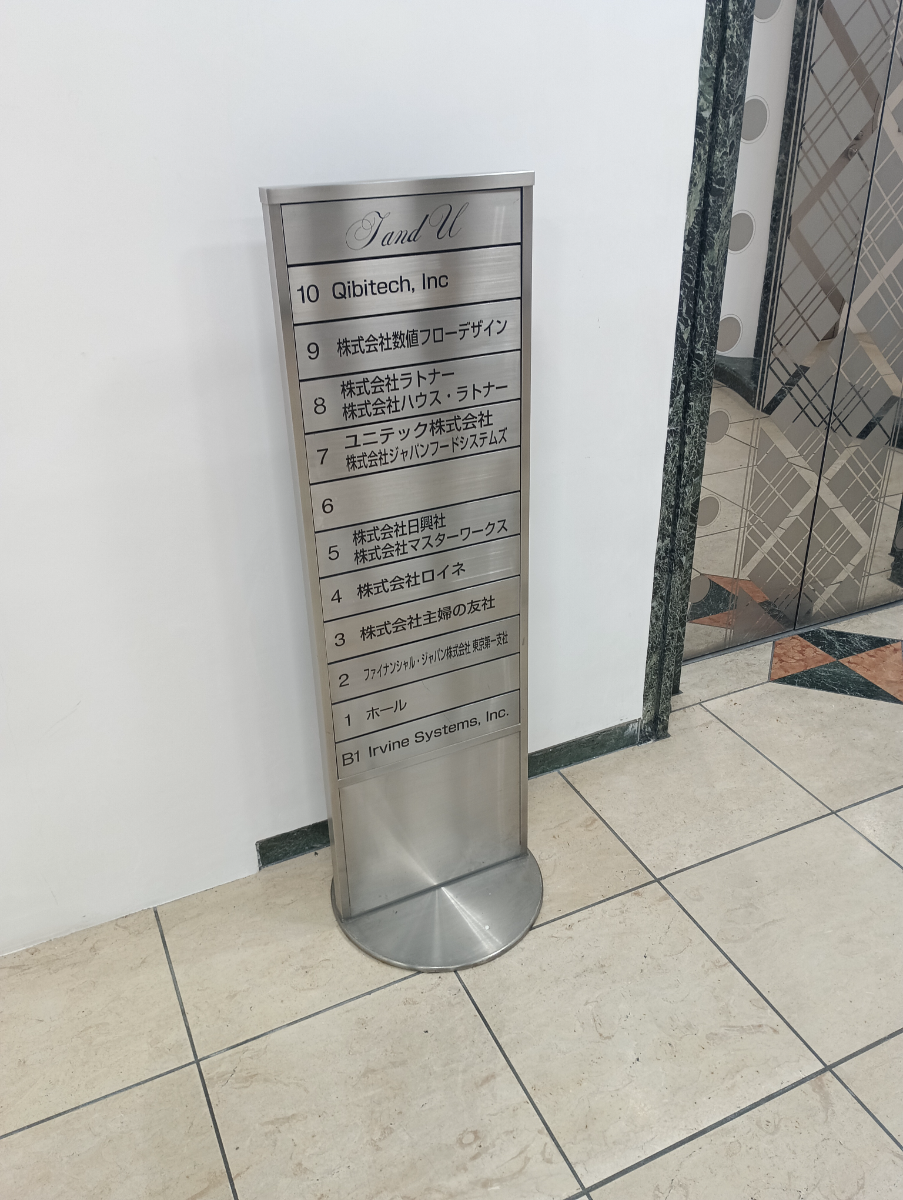 T and U
10 Qibitech, Inc
9 株式会社数値フローデザイン
8 株式会社ラトナー
株式会社ハウス・ラトナー
7 ユニテック株式会社
株式会社ジャパンフードシステムズ
6
5 株式会社日興社
株式会社マスターワークス
4 株式会社ロイネ
3 株式会社主婦の友社
2 ファイナンシャル・ジャパン株式会社 東京第一支社
1 ホール
B1 Irvine Systems, Inc.